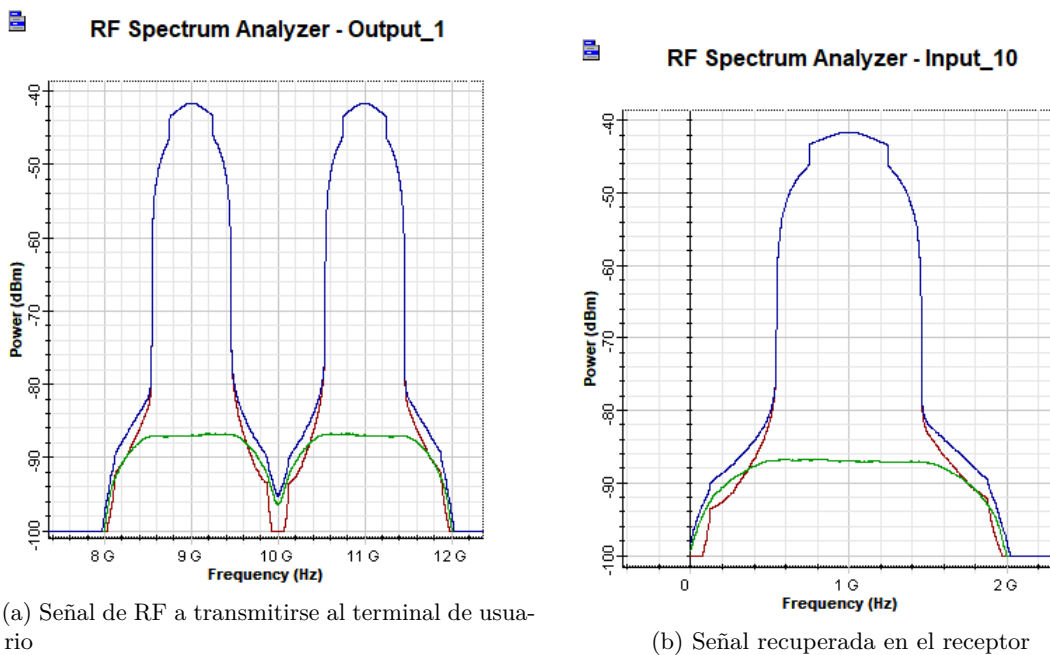 RF Spectrum Analyzer - Output_1
-40
-50
-60
-70
-80
-90
-100
Power (dBm)
8 G 9 G 10 G 11 G 12 G
Frequency (Hz)
(a) Señal de RF a transmitirse al terminal de usua-
rio
RF Spectrum Analyzer - Input_10
-40
-50
-60
-70
-80
-90
-100
Power (dBm)
0 1 G 2 G
Frequency (Hz)
(b) Señal recuperada en el receptor